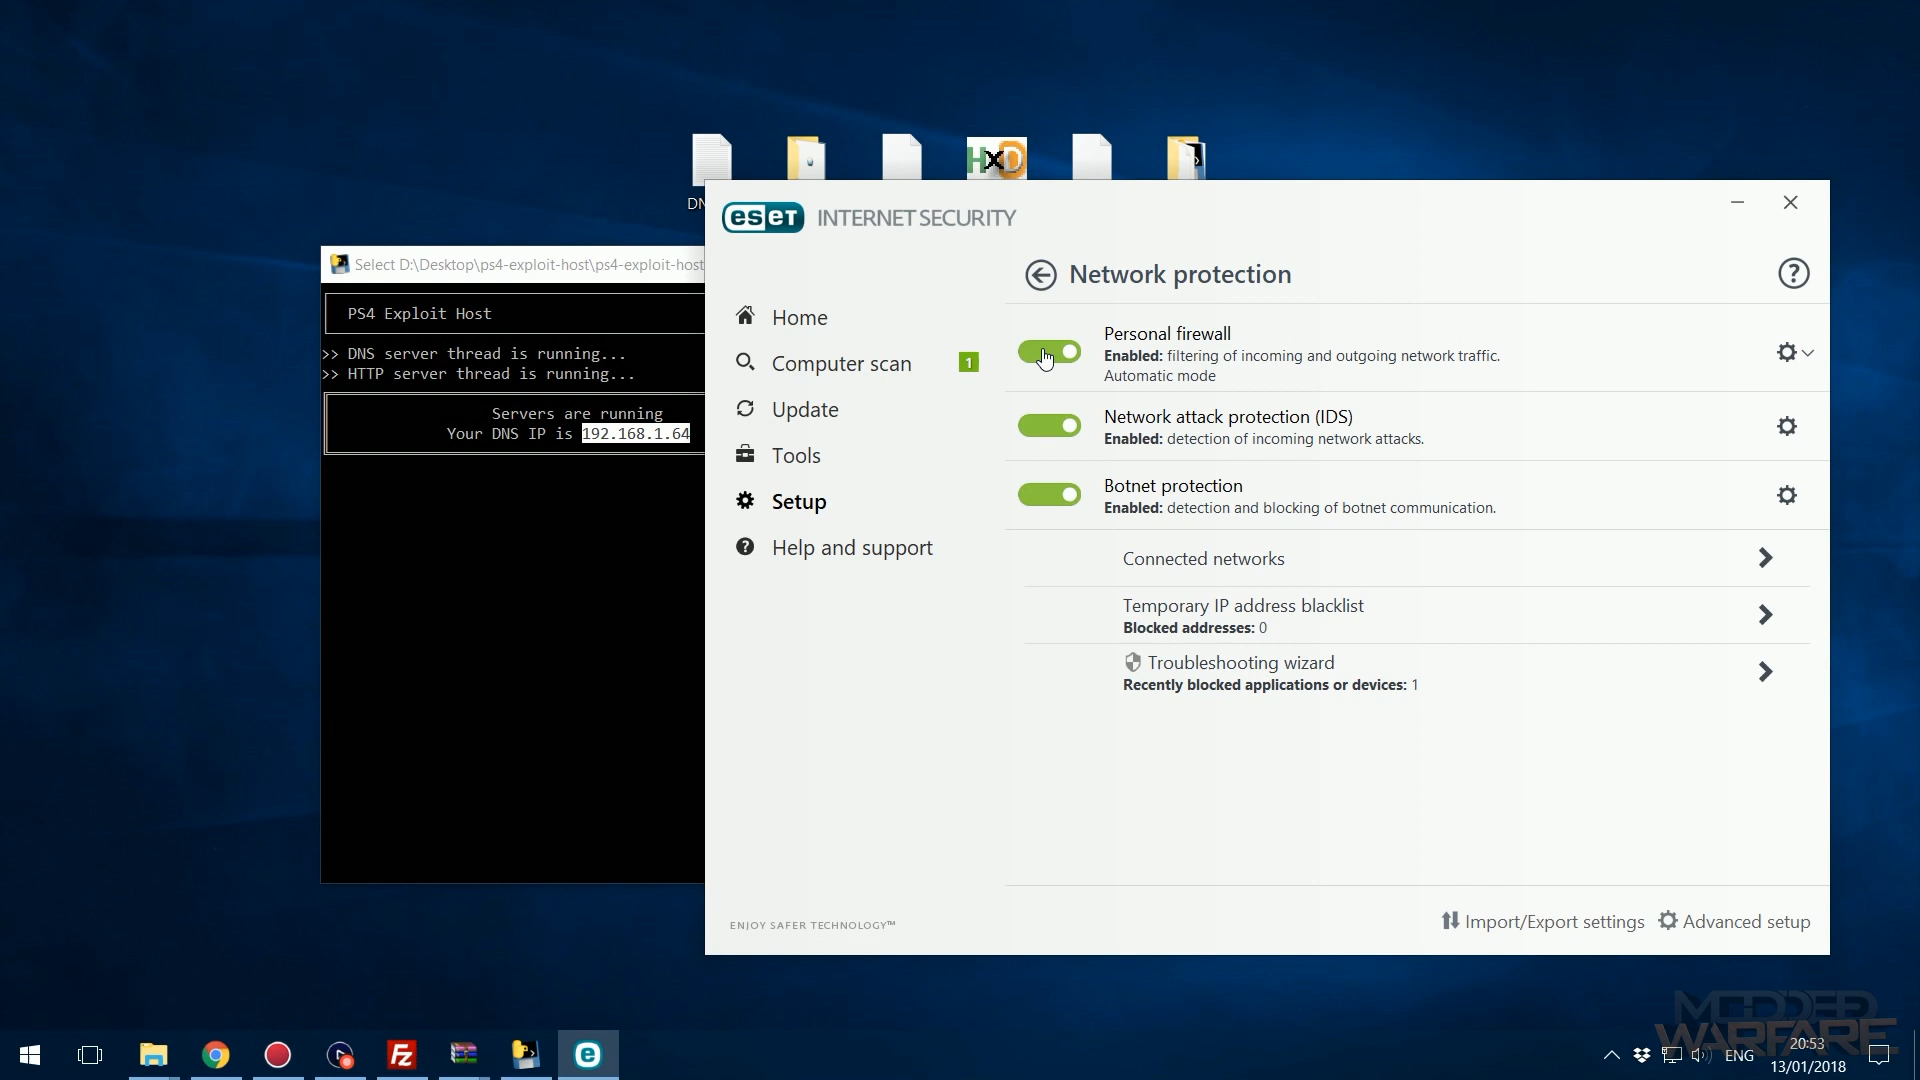 HxD
DN
eset INTERNET SECURITY
Select D:\Desktop\ps4-exploit-host\ps4-exploit-host
PS4 Exploit Host
>> DNS server thread is running...
>> HTTP server thread is running...
Servers are running
Your DNS IP is 192.168.1.64
Home
Computer scan 1
Update
Tools
Setup
Help and support
ENJOY SAFER TECHNOLOGY™
Network protection
Personal firewall
Enabled: filtering of incoming and outgoing network traffic.
Automatic mode
Network attack protection (IDS)
Enabled: detection of incoming network attacks.
Botnet protection
Enabled: detection and blocking of botnet communication.
Connected networks
Temporary IP address blacklist
Blocked addresses: 0
Troubleshooting wizard
Recently blocked applications or devices: 1
Import/Export settings Advanced setup
MODDED
WARFARE
Fz
e
ENG
20:53
13/01/2018